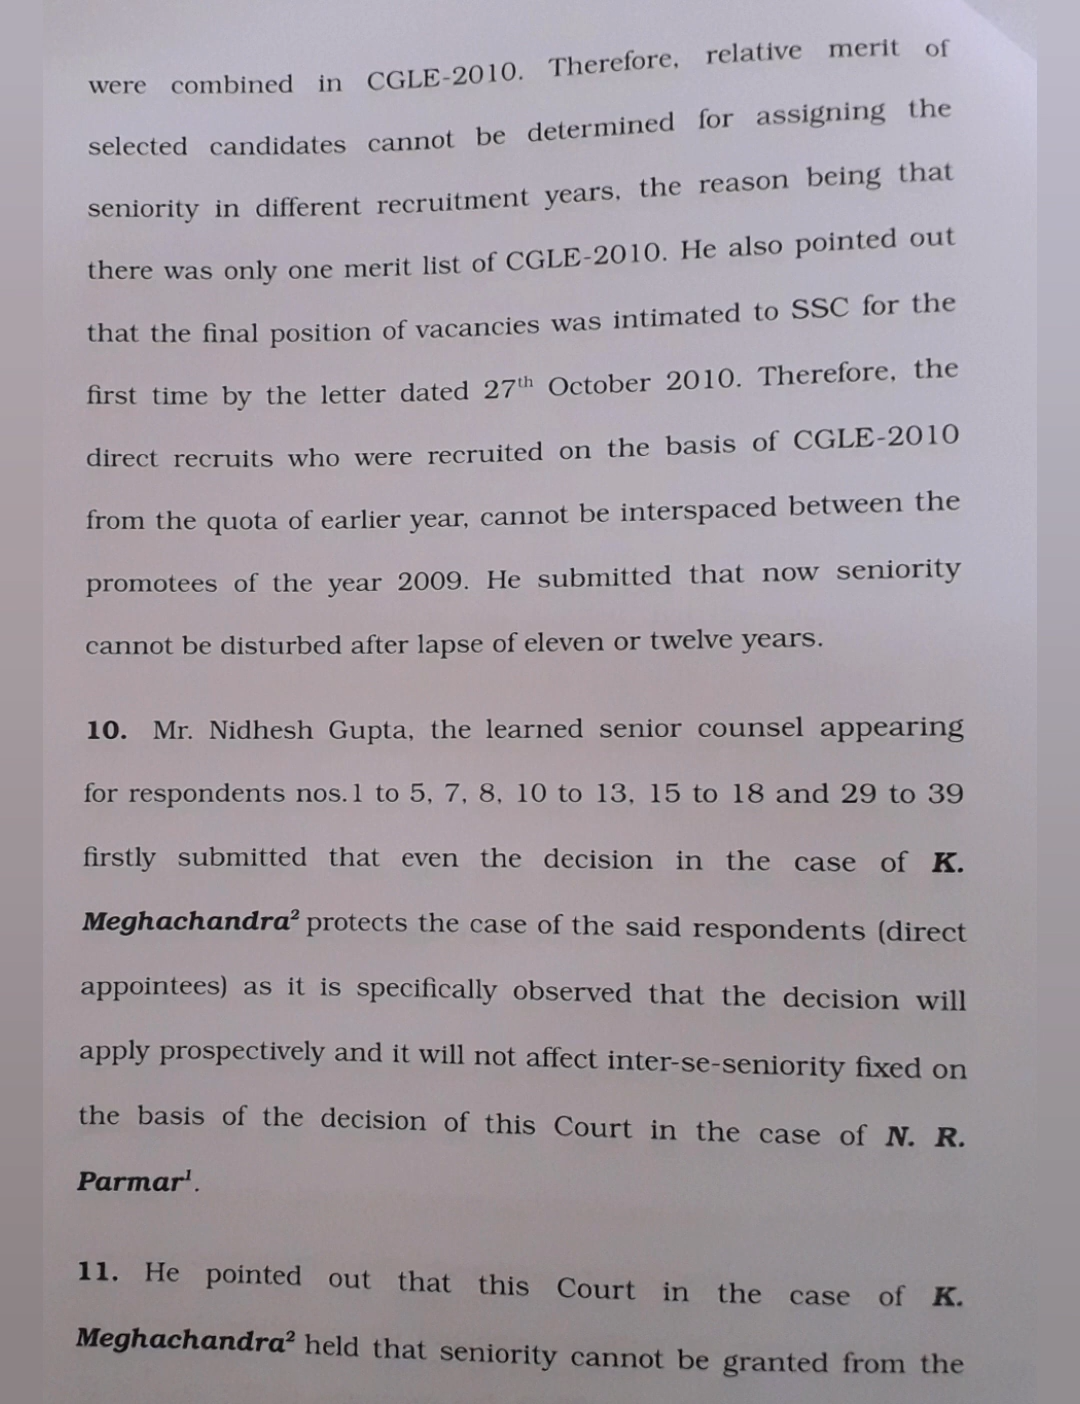 were combined in CGLE-2010. Therefore, relative merit of
selected candidates cannot be determined for assigning the
seniority in different recruitment years, the reason being that
there was only one merit list of CGLE-2010. He also pointed out
that the final position of vacancies was intimated to SSC for the
first time by the letter dated 27th October 2010. Therefore, the
direct recruits who were recruited on the basis of CGLE-2010
from the quota of earlier year, cannot be interspaced between the
promotees of the year 2009. He submitted that now seniority
cannot be disturbed after lapse of eleven or twelve years.
10. Mr. Nidhesh Gupta, the learned senior counsel appearing
for respondents nos.1 to 5, 7, 8, 10 to 13, 15 to 18 and 29 to 39
firstly submitted that even the decision in the case of K.
Meghachandra² protects the case of the said respondents (direct
appointees) as it is specifically observed that the decision will
apply prospectively and it will not affect inter-se-seniority fixed on
the basis of the decision of this Court in the case of N. R.
Parmar¹.
11. He pointed out that this Court in the case of K.
Meghachandra² held that seniority cannot be granted from the